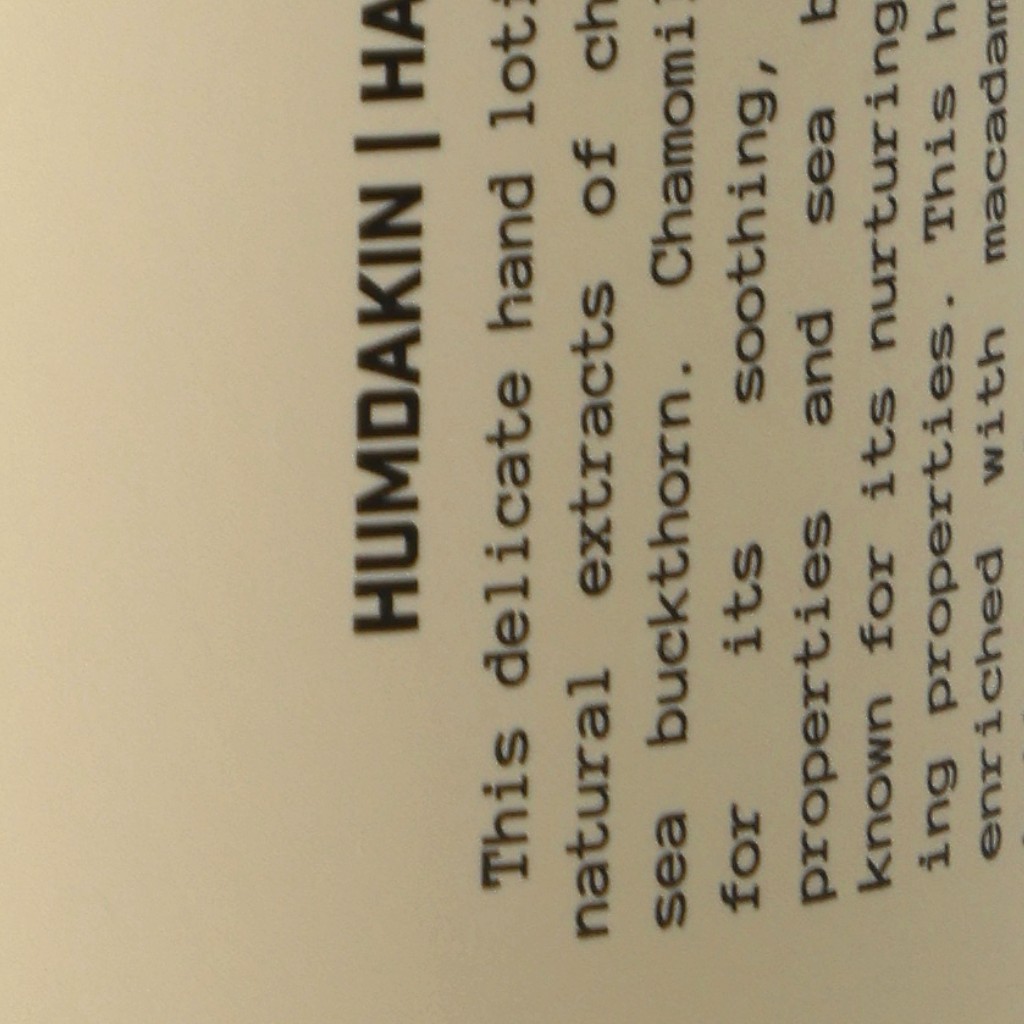 HUMDAKIN | HA
This delicate hand loti
natural extracts of ch
sea buckthorn. Chamomi
for its soothing,
properties and sea b
known for its nurturing
ing properties. This h
enriched with macadam